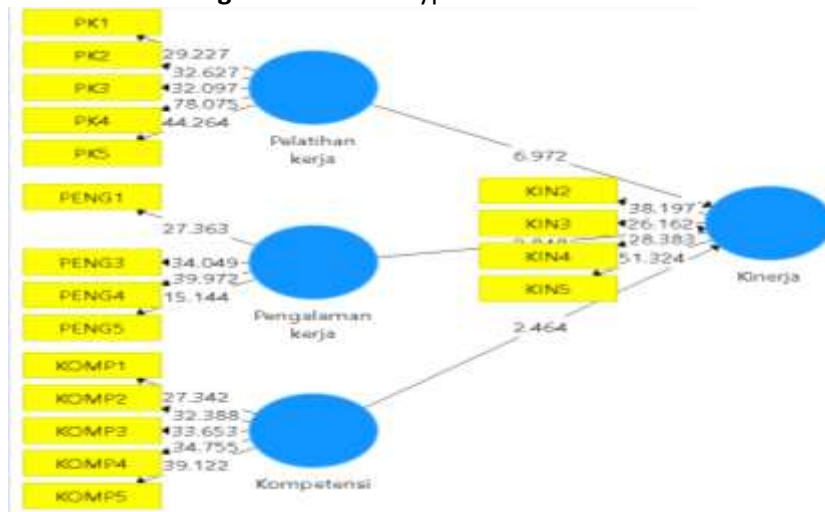 PK1
PK2
PK3
PK4
PK5
29.227
32.627
32.097
78.075
44.264
Pelatihan
kerja
6.972
PENG1
PENG3
PENG4
PENG5
27.363
34.049
39.972
15.144
Pengalaman
kerja
KIN2
KIN3
KIN4
KIN5
38.197
26.162
28.383
51.324
Kinerja
2.464
KOMP1
KOMP2
KOMP3
KOMP4
KOMP5
27.342
32.388
33.653
34.755
39.122
Kompetensi